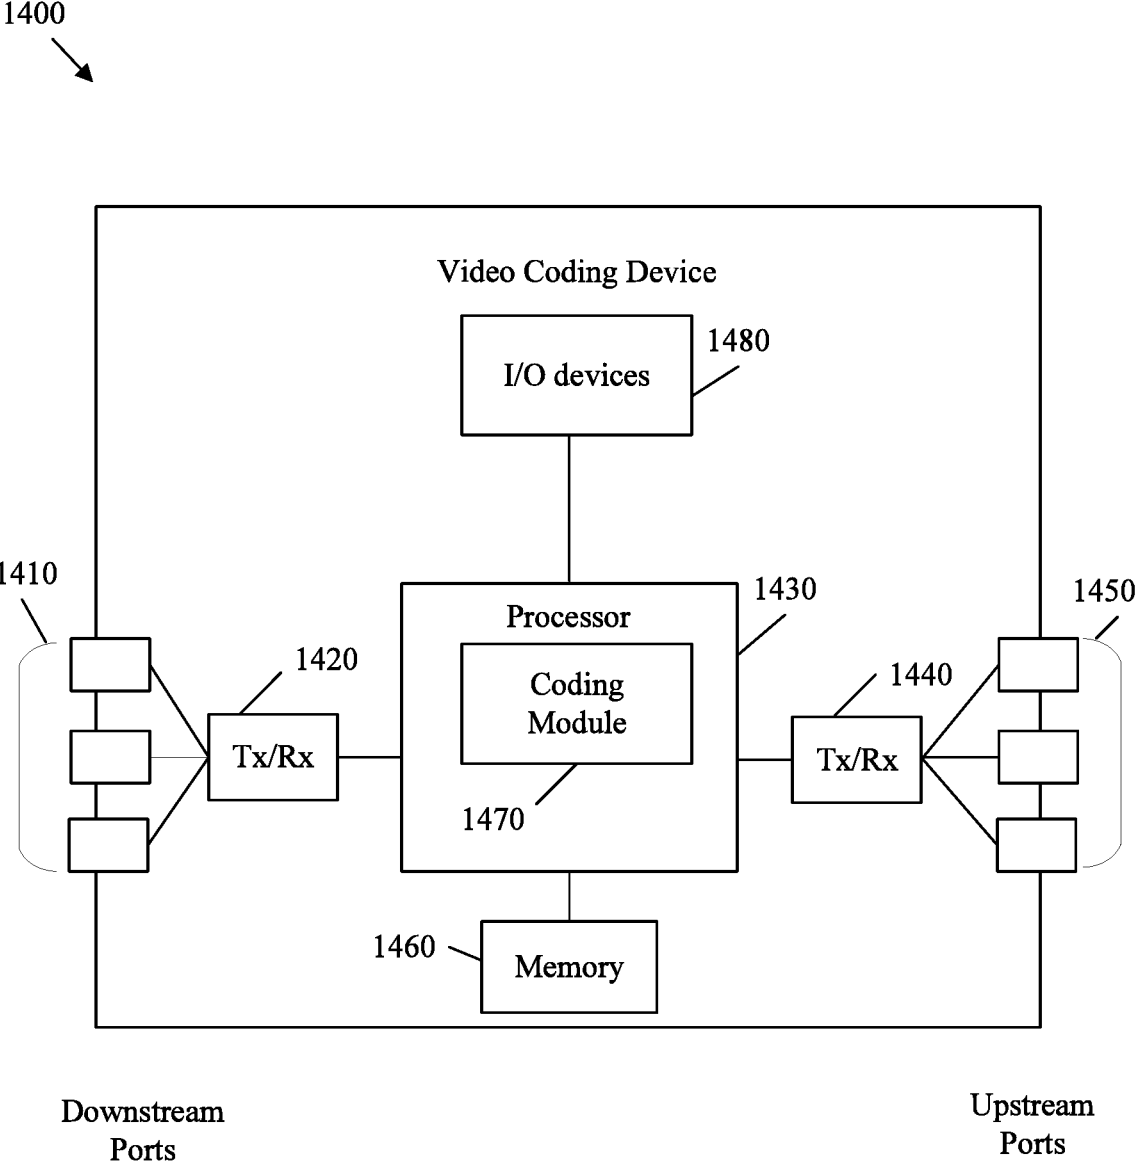 1400
Video Coding Device
1480
I/O devices
1410
1430
1450
Processor
1420
1440
Coding
Module
Tx/Rx
Tx/Rx
1470
1460
Memory
Downstream
Ports
Upstream
Ports